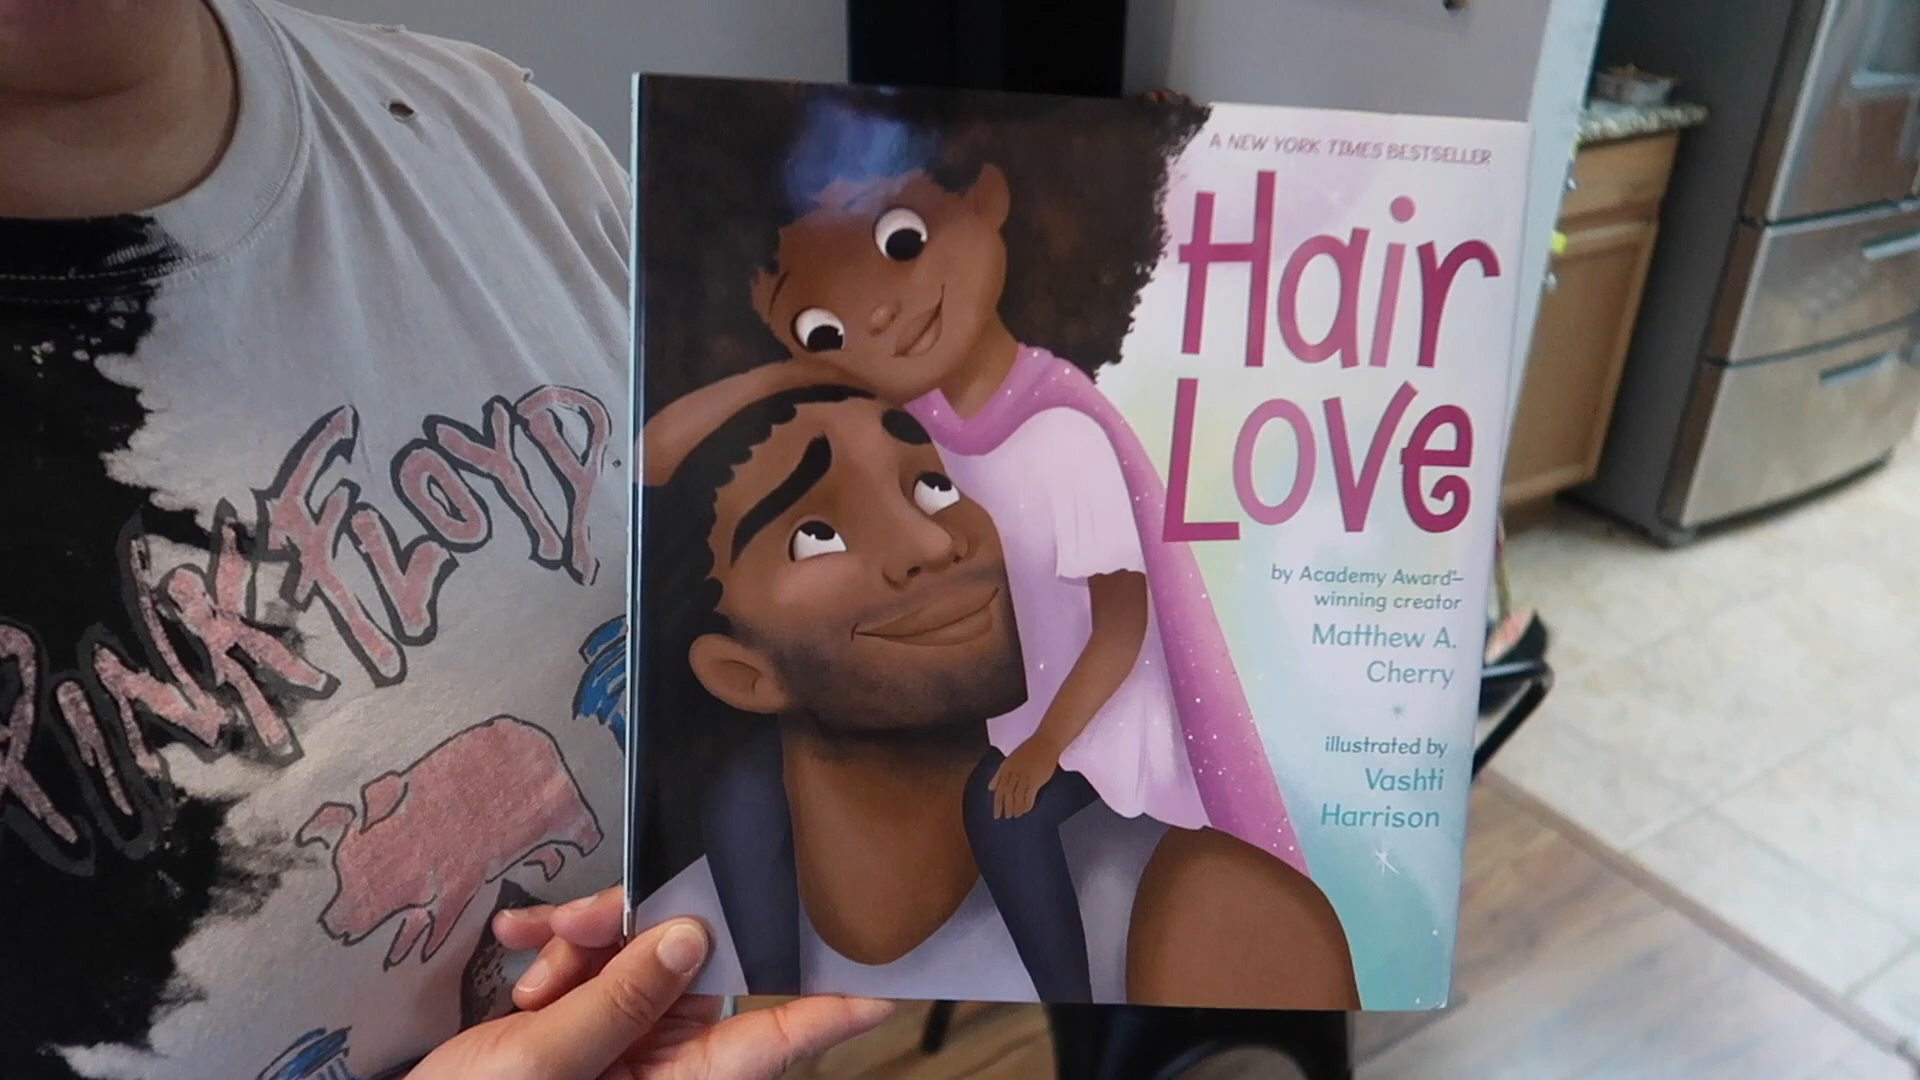 A NEW YORK TIMES BESTSELLER
Hair
Love
by Academy Award®–
winning creator
Matthew A.
Cherry
illustrated by
Vashti
Harrison
PINK FLOYD